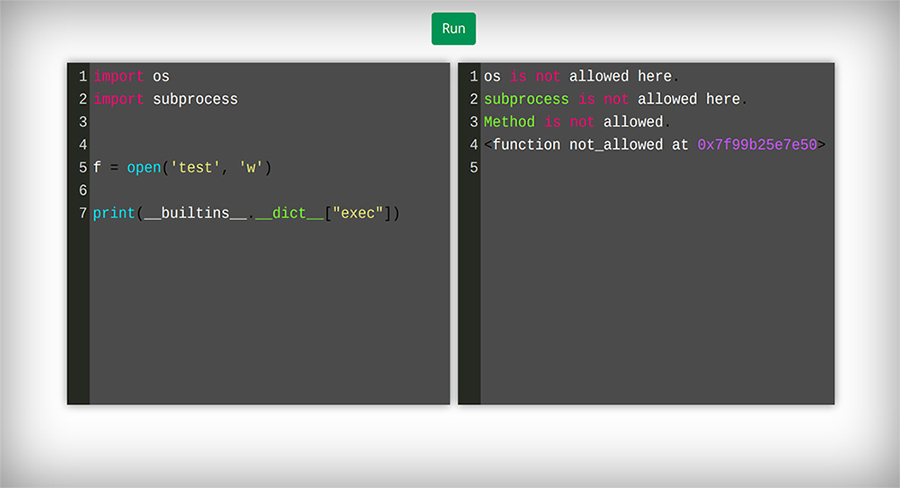 Run
1 import os
2 import subprocess
3
4
5 f = open('test', 'w')
6
7 print(__builtins__.__dict__["exec"])
1 os is not allowed here.
2 subprocess is not allowed here.
3 Method is not allowed.
4 <function not_allowed at 0x7f99b25e7e50>
5